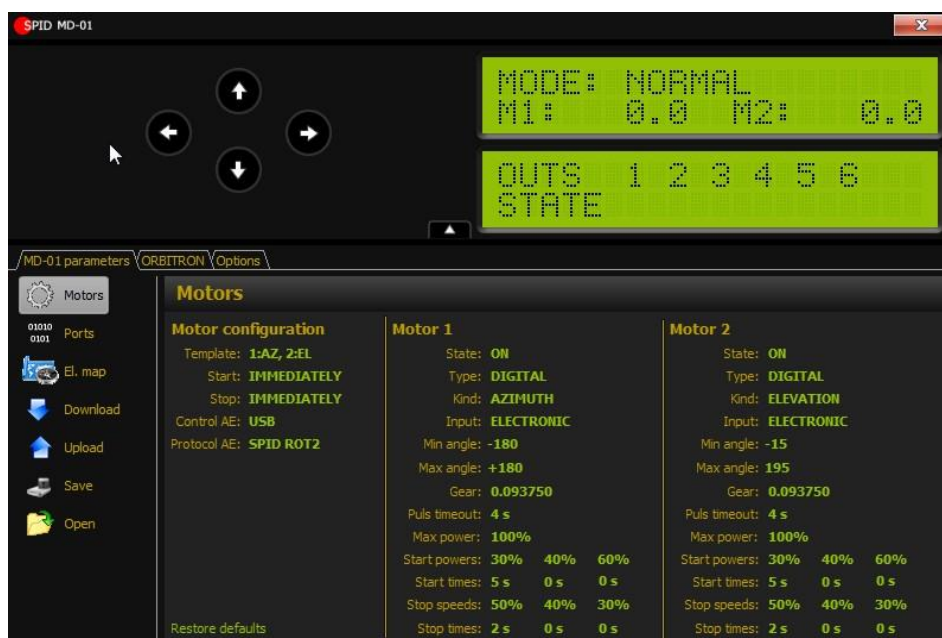 SPID MD-01
MODE: NORMAL
M1: 0.0 M2: 0.0
OUTS 1 2 3 4 5 6
STATE
MD-01 parameters ORBITRON Options
Motors
Ports
El. map
Download
Upload
Save
Open
01010
0101
Motors
Motor configuration
Template: 1:AZ, 2:EL
Start: IMMEDIATELY
Stop: IMMEDIATELY
Control AE: USB
Protocol AE: SPID ROT2
Restore defaults
Motor 1
State: ON
Type: DIGITAL
Kind: AZIMUTH
Input: ELECTRONIC
Min angle: -180
Max angle: +180
Gear: 0.093750
Puls timeout: 4 s
Max power: 100%
Start powers: 30% 40% 60%
Start times: 5 s 0 s 0 s
Stop speeds: 50% 40% 30%
Stop times: 2 s 0 s 0 s
Motor 2
State: ON
Type: DIGITAL
Kind: ELEVATION
Input: ELECTRONIC
Min angle: -15
Max angle: 195
Gear: 0.093750
Puls timeout: 4 s
Max power: 100%
Start powers: 30% 40% 60%
Start times: 5 s 0 s 0 s
Stop speeds: 50% 40% 30%
Stop times: 2 s 0 s 0 s